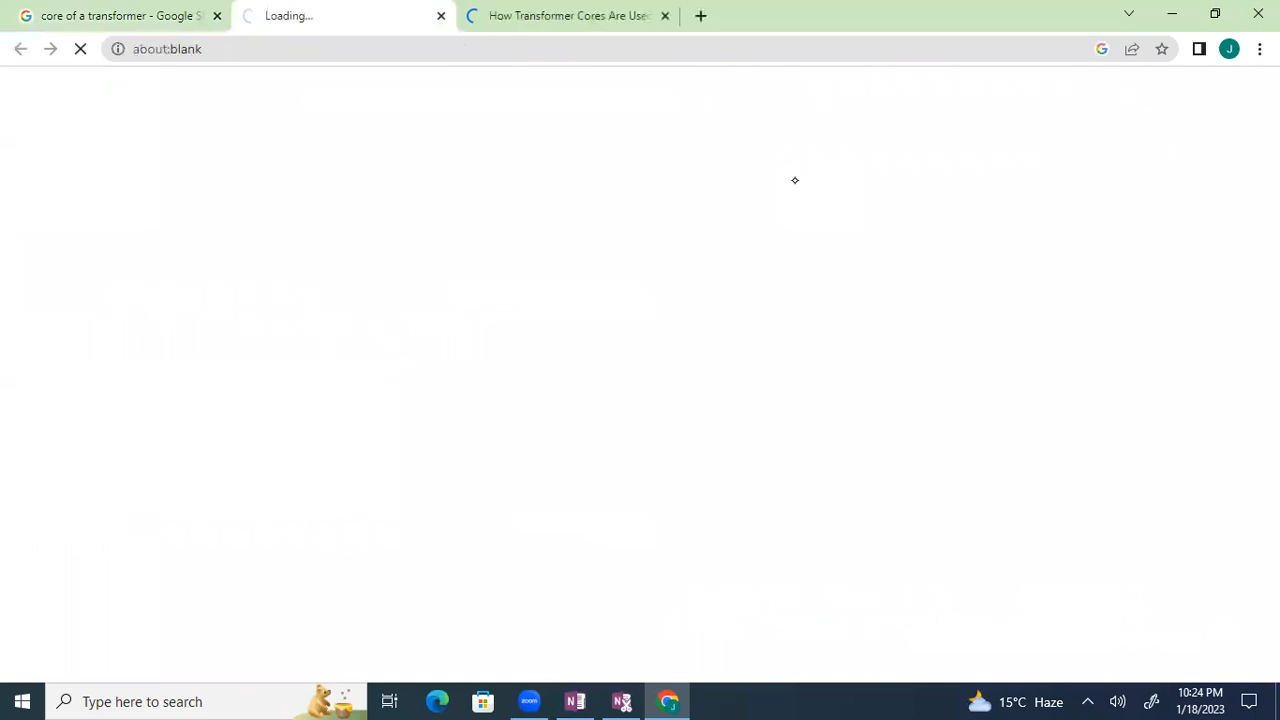 core of a transformer - Google S
Loading...
How Transformer Cores Are Used
about:blank
J
Type here to search
zoom
N
N
J
15°C Haze
10:24 PM
1/18/2023